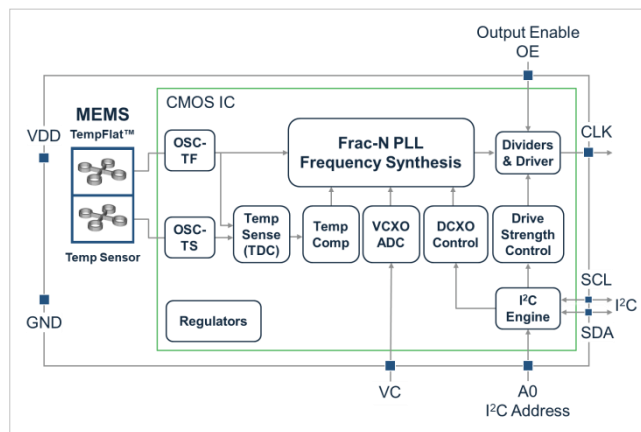 Output Enable
OE
MEMS
TempFlat™
CMOS IC
VDD
CLK
OSC-
TF
Frac-N PLL
Frequency Synthesis
Dividers
& Driver
OSC-
TS
Temp
Sense
(TDC)
Temp
Comp
VCXO
ADC
DCXO
Control
Drive
Strength
Control
Temp Sensor
SCL
I²C
SDA
I²C
Engine
Regulators
GND
VC
A0
I²C Address